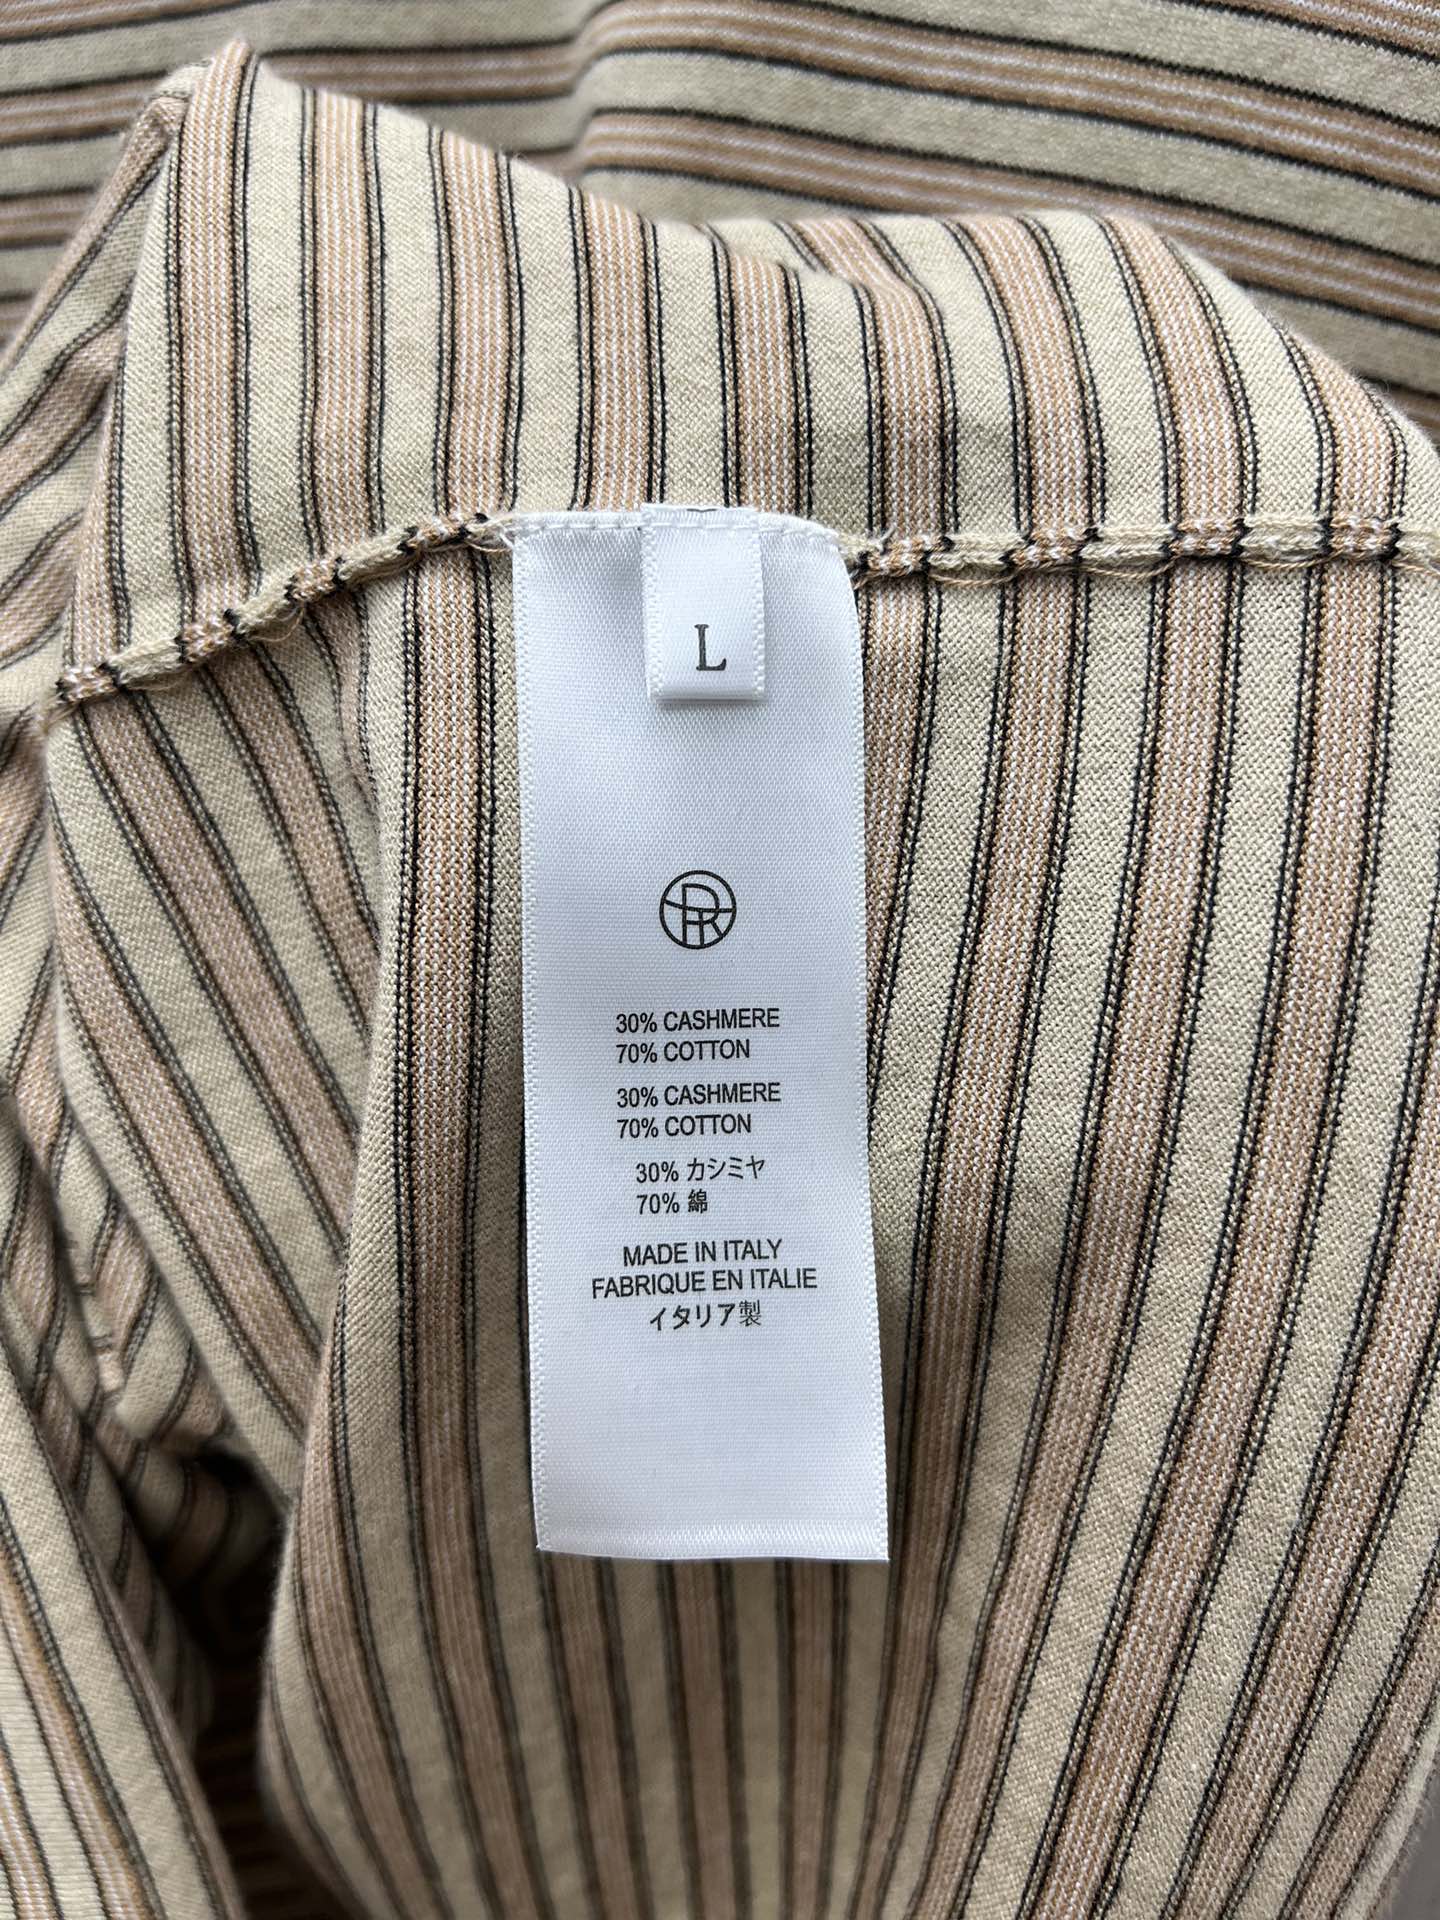 L
30% CASHMERE
70% COTTON
30% CASHMERE
70% COTTON
30% カシミヤ
70% 綿
MADE IN ITALY
FABRIQUE EN ITALIE
イタリア製